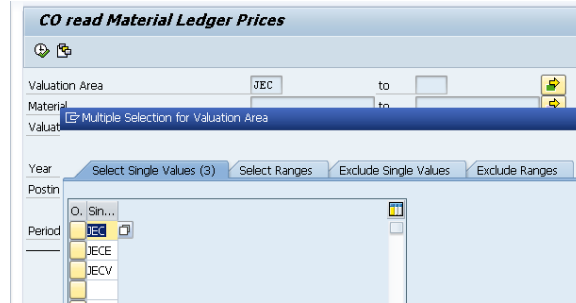 CO read Material Ledger Prices
Valuation Area JEC to
Material to
Multiple Selection for Valuation Area
Valuat
Year
Select Single Values (3) Select Ranges Exclude Single Values Exclude Ranges
Postin
O. Sin...
Period
JEC
JECE
JECV